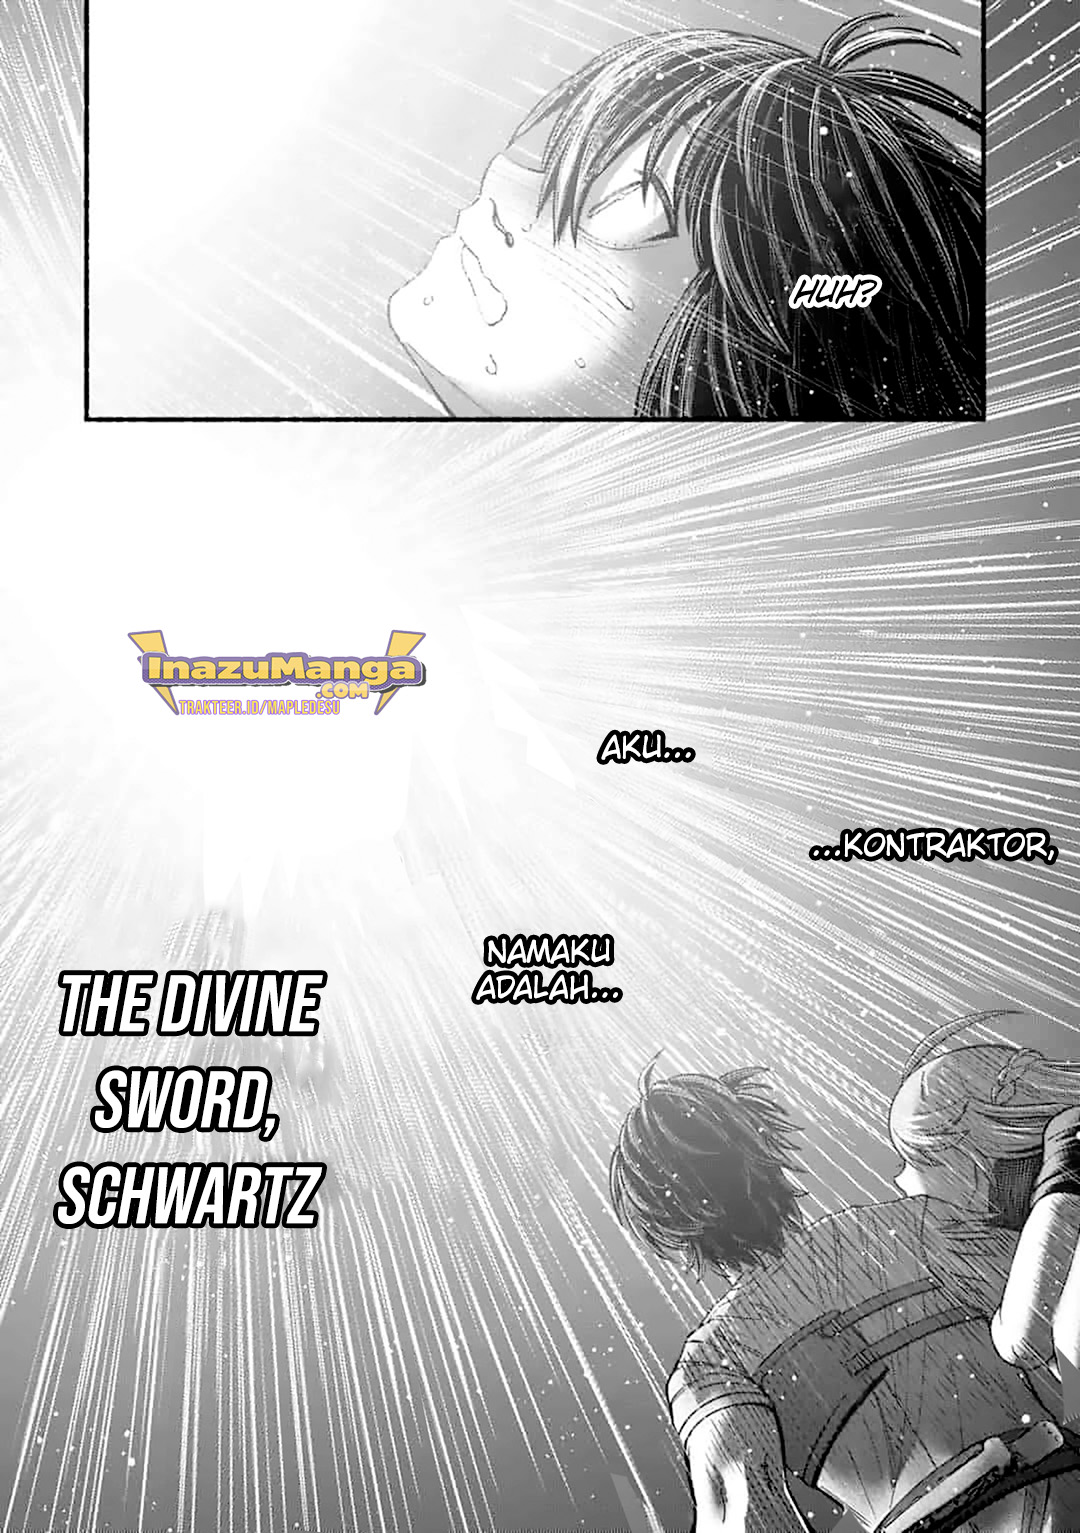 HUH?
INAZUMANGA
.COM
TRAKTEER.ID/MAPLEDESU
AKU...
...KONTRAKTOR,
NAMAKU
ADALAH...
THE DIVINE
SWORD,
SCHWARTZ